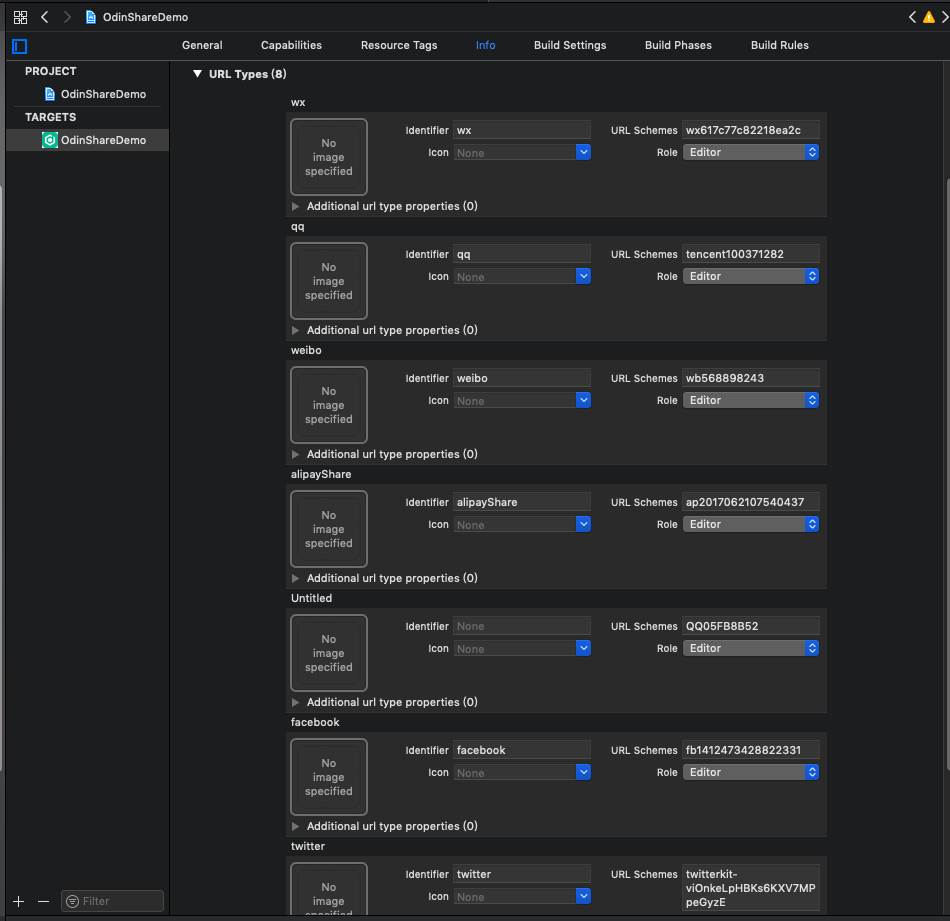 OdinShareDemo
General Capabilities Resource Tags Info Build Settings Build Phases Build Rules
PROJECT
OdinShareDemo
TARGETS
OdinShareDemo
URL Types (8)
wx
No image specified
Identifier wx URL Schemes wx617c77c82218ea2c
Icon None Role Editor
Additional url type properties (0)
qq
No image specified
Identifier qq URL Schemes tencent100371282
Icon None Role Editor
Additional url type properties (0)
weibo
No image specified
Identifier weibo URL Schemes wb568898243
Icon None Role Editor
Additional url type properties (0)
alipayShare
No image specified
Identifier alipayShare URL Schemes ap2017062107540437
Icon None Role Editor
Additional url type properties (0)
Untitled
No image specified
Identifier None URL Schemes QQ05FB8B52
Icon None Role Editor
Additional url type properties (0)
facebook
No image specified
Identifier facebook URL Schemes fb1412473428822331
Icon None Role Editor
Additional url type properties (0)
twitter
No image specified
Identifier twitter URL Schemes twitterkit-
viOnkeLpHBKs6KXV7MP
peGyzE
Icon None
Filter